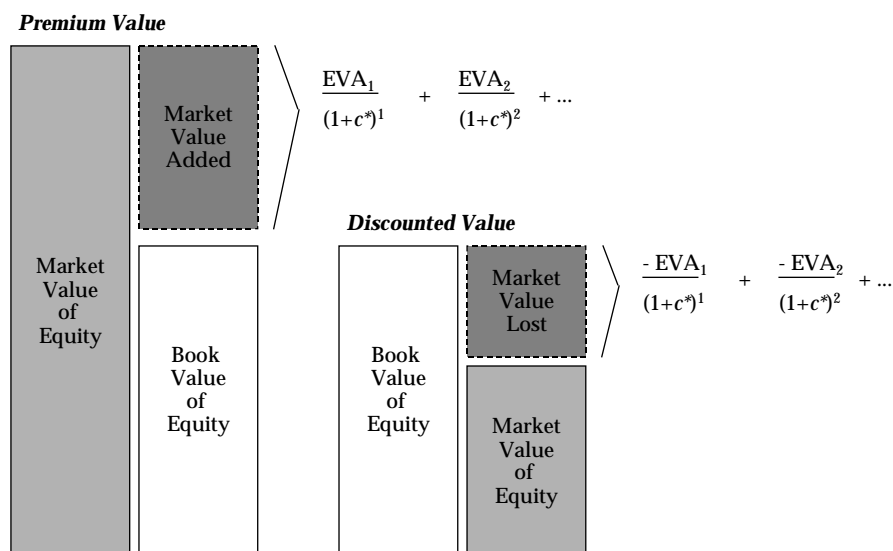 Premium Value
Market
Value
of
Equity
Market
Value
Added
Book
Value
of
Equity
EVA₁ + EVA₂ + ...
(1+c*)¹ (1+c*)²
Discounted Value
Book
Value
of
Equity
Market
Value
Lost
Market
Value
of
Equity
- EVA₁ + - EVA₂ + ...
(1+c*)¹ (1+c*)²